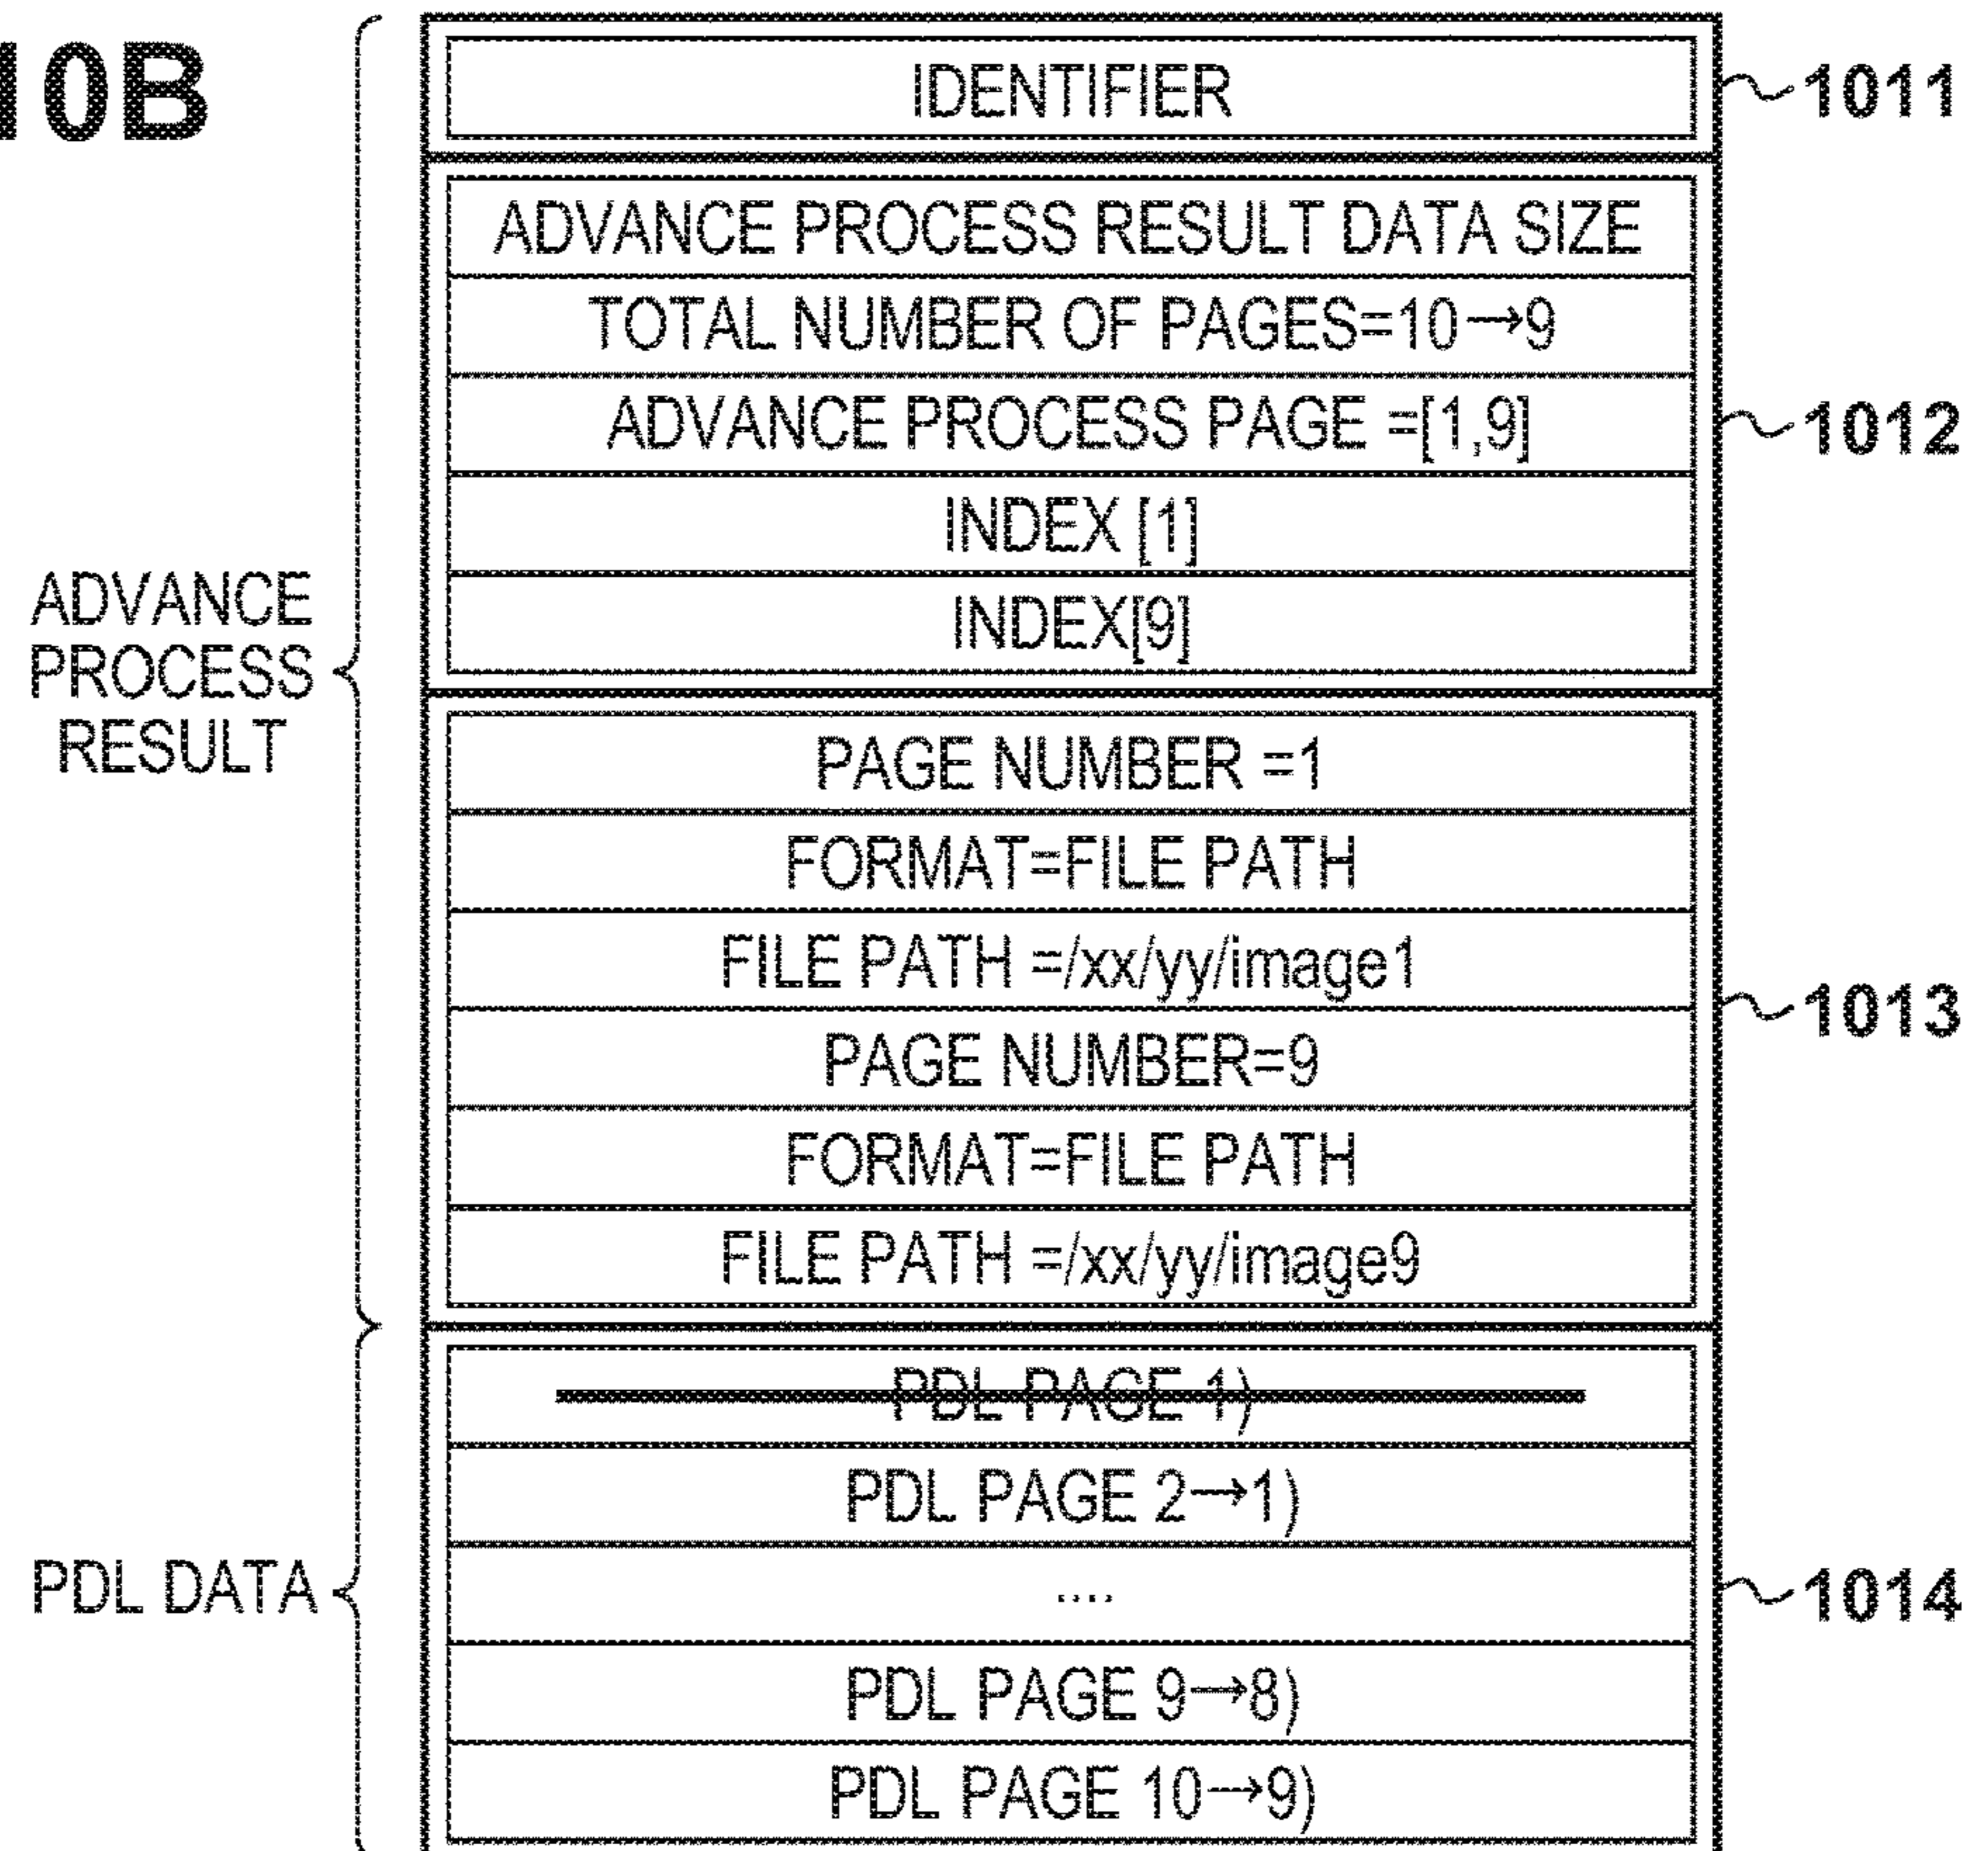 10B
IDENTIFIER
1011
ADVANCE PROCESS RESULT DATA SIZE
TOTAL NUMBER OF PAGES=10→9
ADVANCE PROCESS PAGE =[1,9]
1012
INDEX [1]
INDEX[9]
ADVANCE
PROCESS
RESULT
PAGE NUMBER =1
FORMAT=FILE PATH
FILE PATH =/xx/yy/image1
1013
PAGE NUMBER=9
FORMAT=FILE PATH
FILE PATH =/xx/yy/image9
PDL PAGE 1)
PDL PAGE 2→1)
....
PDL DATA
1014
PDL PAGE 9→8)
PDL PAGE 10→9)